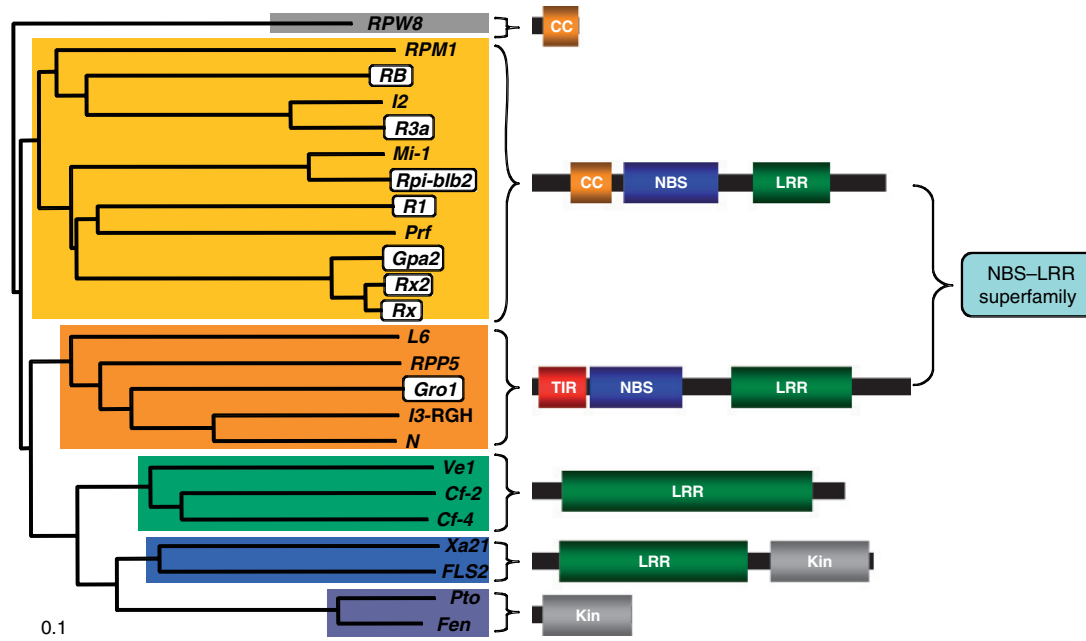 RPW8
CC
RPM1
RB
I2
R3a
Mi-1
Rpi-blb2
CC NBS LRR
R1
Prf
Gpa2
Rx2
Rx
NBS–LRR
superfamily
L6
RPP5
Gro1
TIR NBS LRR
I3-RGH
N
Ve1
Cf-2
LRR
Cf-4
Xa21
LRR Kin
FLS2
Pto
Kin
Fen
0.1